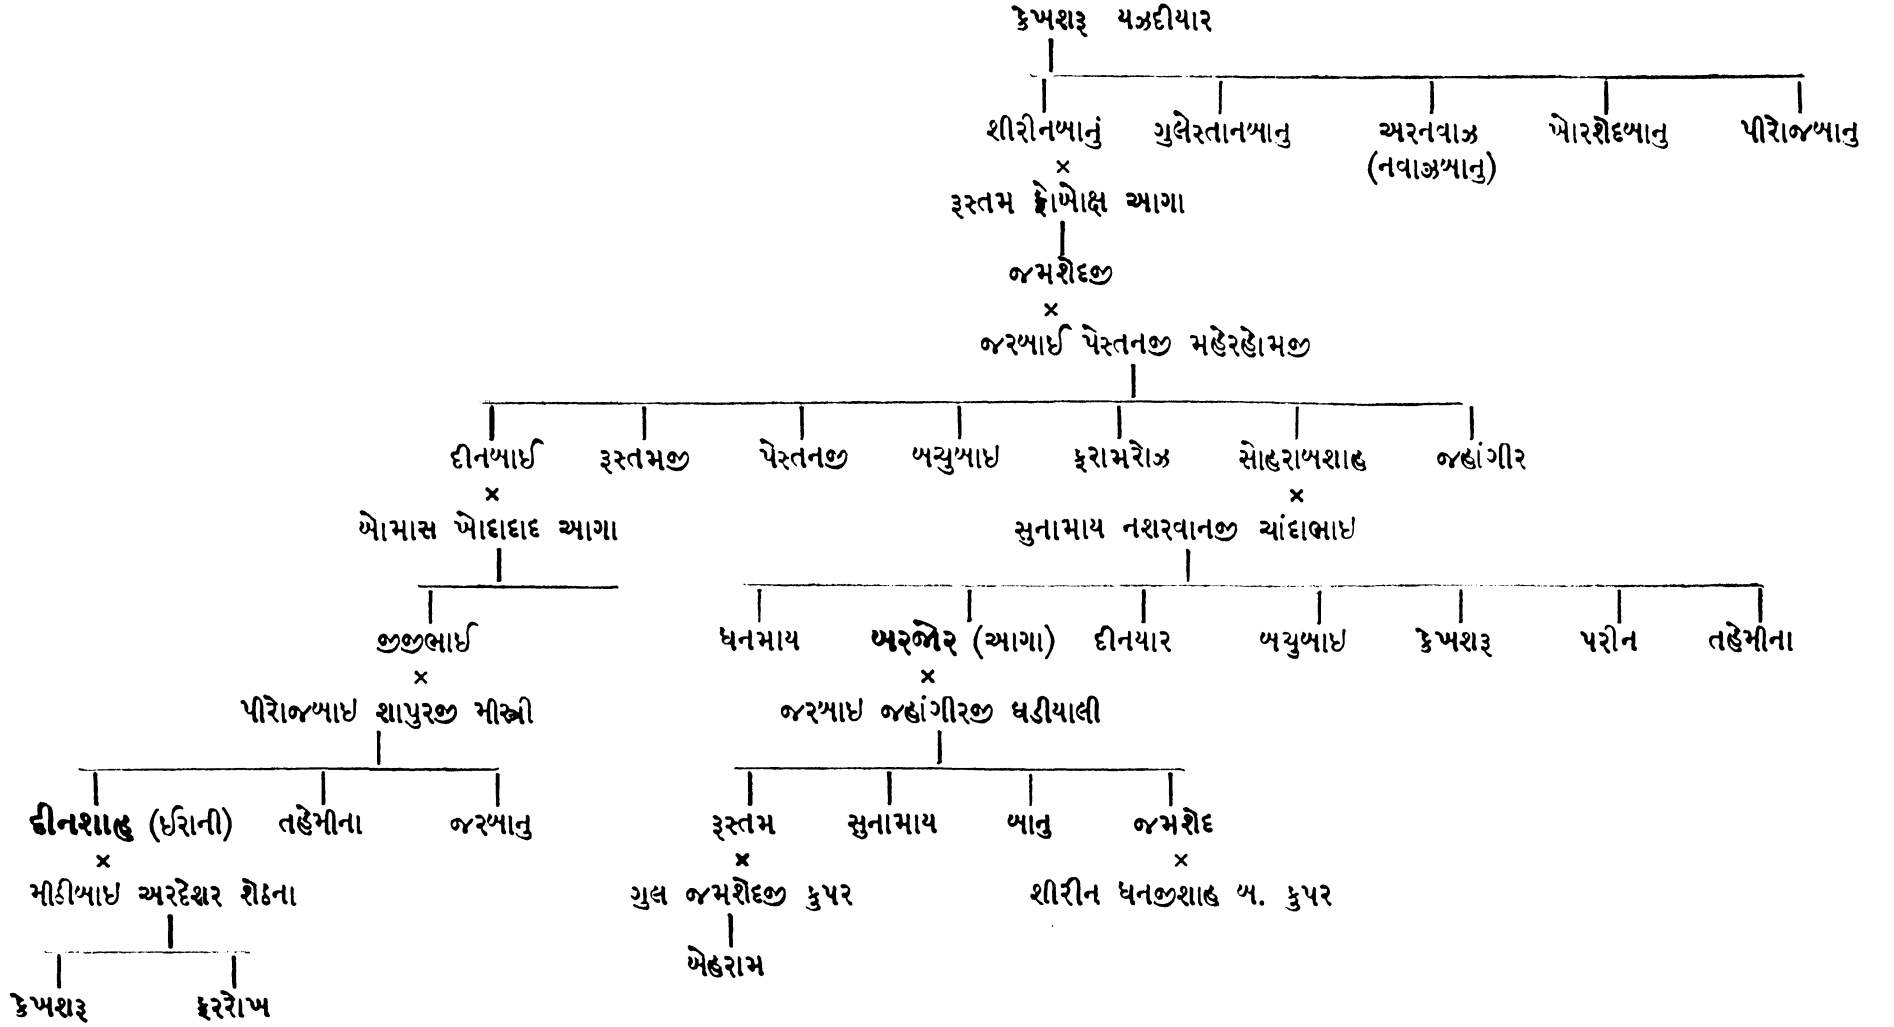 કેખશરૂ યઝદીયાર
શીરીનબાનું ગુલેસ્તાનબાનુ અરનવાઝ ખોરશેદબાનુ પીરોજબાનુ
× (નવાઝબાનુ)
રૂસ્તમ આગા
જમશેદજી
×
જરબાઈ પેસ્તનજી મહેરહોમજી
દીનબાઈ રૂસ્તમજી પેસ્તનજી બચુબાઇ ફરામરોઝ સોહરાબશાહ જહાંગીર
× ×
ખોમાસ ખોદાદાદ આગા સુનામાય નશરવાનજી ચાંદાભાઇ
જીજીભાઈ ધનમાય બરજોર (આગા) દીનયાર બચુબાઇ કેખશરૂ પરીન તહેમીના
× ×
પીરોજબાઇ શાપુરજી મીસ્ત્રી જરબાઇ જહાંગીરજી ઘડીયાલી
દીનશાહ (ઈરાની) તહેમીના જરબાનુ રૂસ્તમ સુનામાય બાનુ જમશેદ
× × ×
મીઠીબાઇ અરદેશર શેઠના ગુલ જમશેદજી કુપર શીરીન ધનજીશાહ બ. કુપર
બેહરામ
કેખશરૂ ફરરોખ